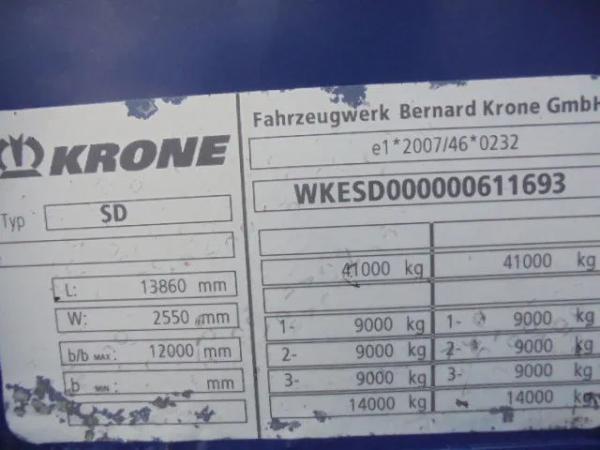 KRONE
Typ SD
L: 13860 mm
W: 2550 mm
b/b MAX.: 12000 mm
b MIN.: mm
Fahrzeugwerk Bernard Krone GmbH
e1*2007/46*0232
WKESD000000611693
41000 kg 41000 kg
1- 9000 kg 1- 9000 kg
2- 9000 kg 2- 9000 kg
3- 9000 kg 3- 9000 kg
14000 kg 14000 kg